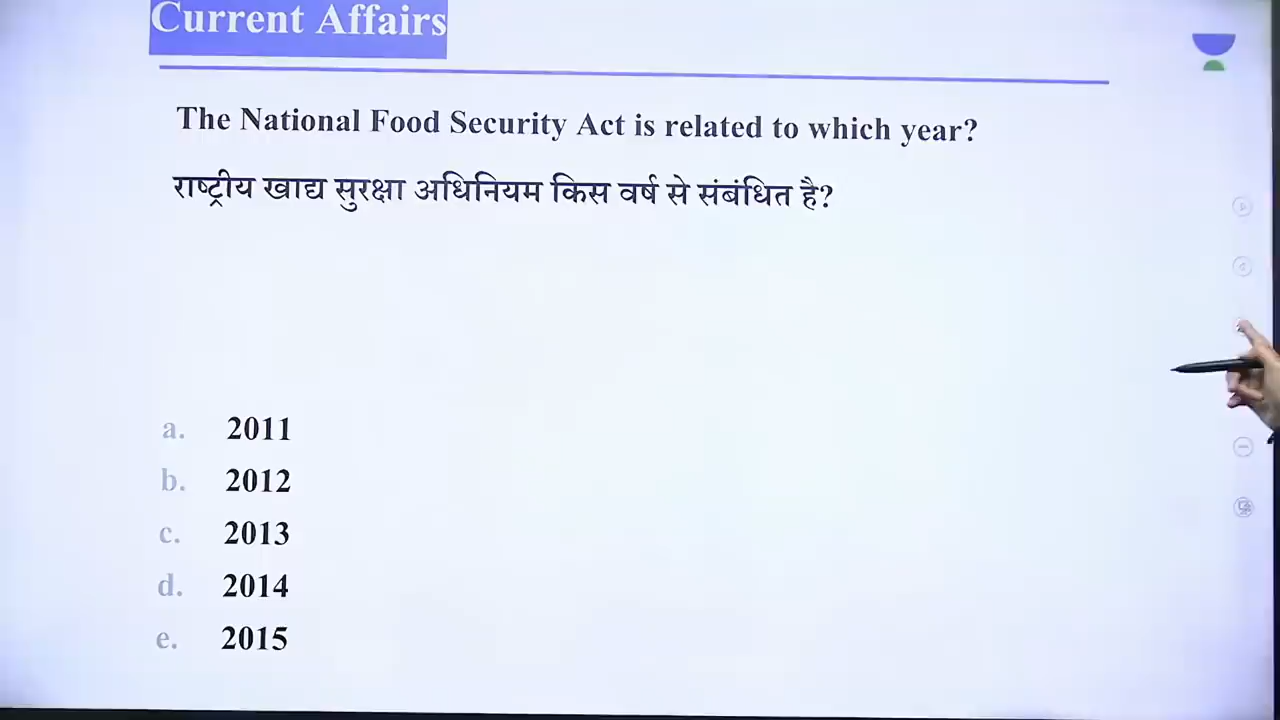 Current Affairs
The National Food Security Act is related to which year?
राष्ट्रीय खाद्य सुरक्षा अधिनियम किस वर्ष से संबंधित है?
a. 2011
b. 2012
c. 2013
d. 2014
e. 2015